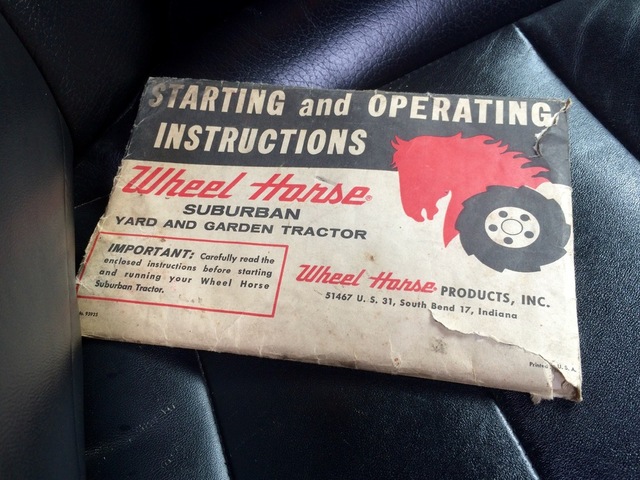 STARTING and OPERATING
INSTRUCTIONS
Wheel Horse®
SUBURBAN
YARD AND GARDEN TRACTOR
IMPORTANT: Carefully read the
enclosed instructions before starting
and running your Wheel Horse
Suburban Tractor.
Wheel Horse PRODUCTS, INC.
51467 U. S. 31, South Bend 17, Indiana
Printed U. S. A.